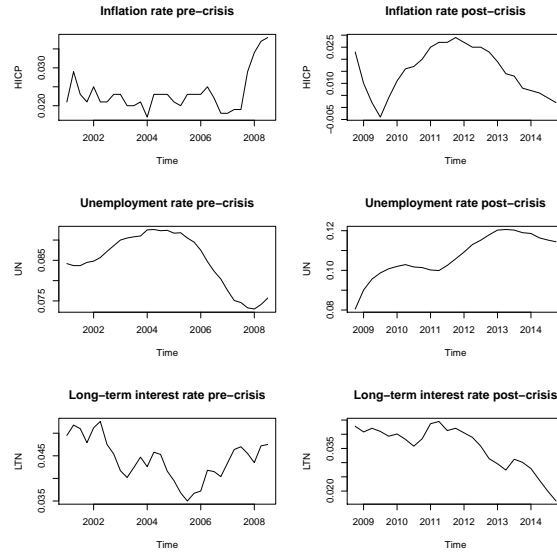 Inflation rate pre−crisis
HICP
0.020
0.030
2002
2004
2006
2008
Time
Inflation rate post−crisis
HICP
−0.005
0.005
0.015
0.025
2009
2010
2011
2012
2013
2014
Time
Unemployment rate pre−crisis
UN
0.075
0.085
2002
2004
2006
2008
Time
Unemployment rate post−crisis
UN
0.08
0.10
0.12
2009
2010
2011
2012
2013
2014
Time
Long−term interest rate pre−crisis
LTN
0.035
0.045
2002
2004
2006
2008
Time
Long−term interest rate post−crisis
LTN
0.020
0.035
2009
2010
2011
2012
2013
2014
Time